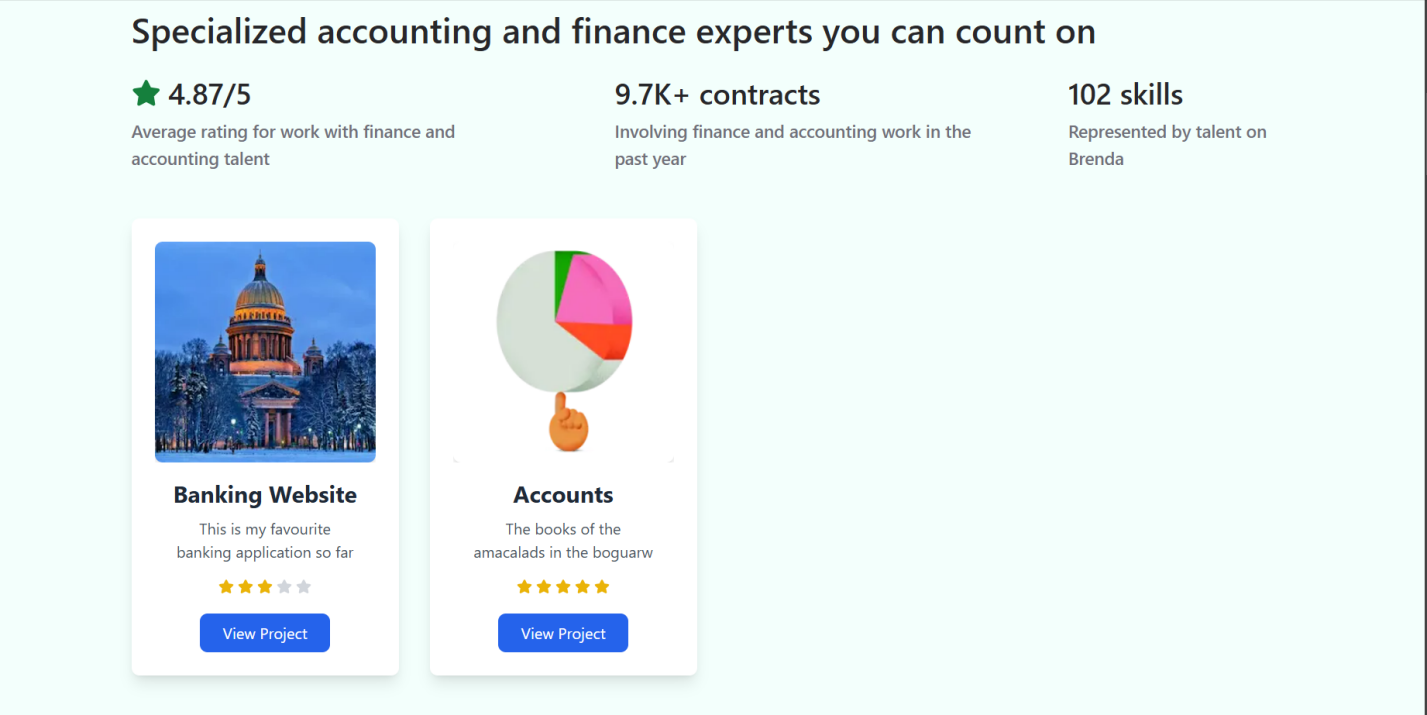 Specialized accounting and finance experts you can count on
4.87/5
Average rating for work with finance and
accounting talent
9.7K+ contracts
Involving finance and accounting work in the
past year
102 skills
Represented by talent on
Brenda
Banking Website
This is my favourite
banking application so far
View Project
Accounts
The books of the
amacalads in the boguarw
View Project